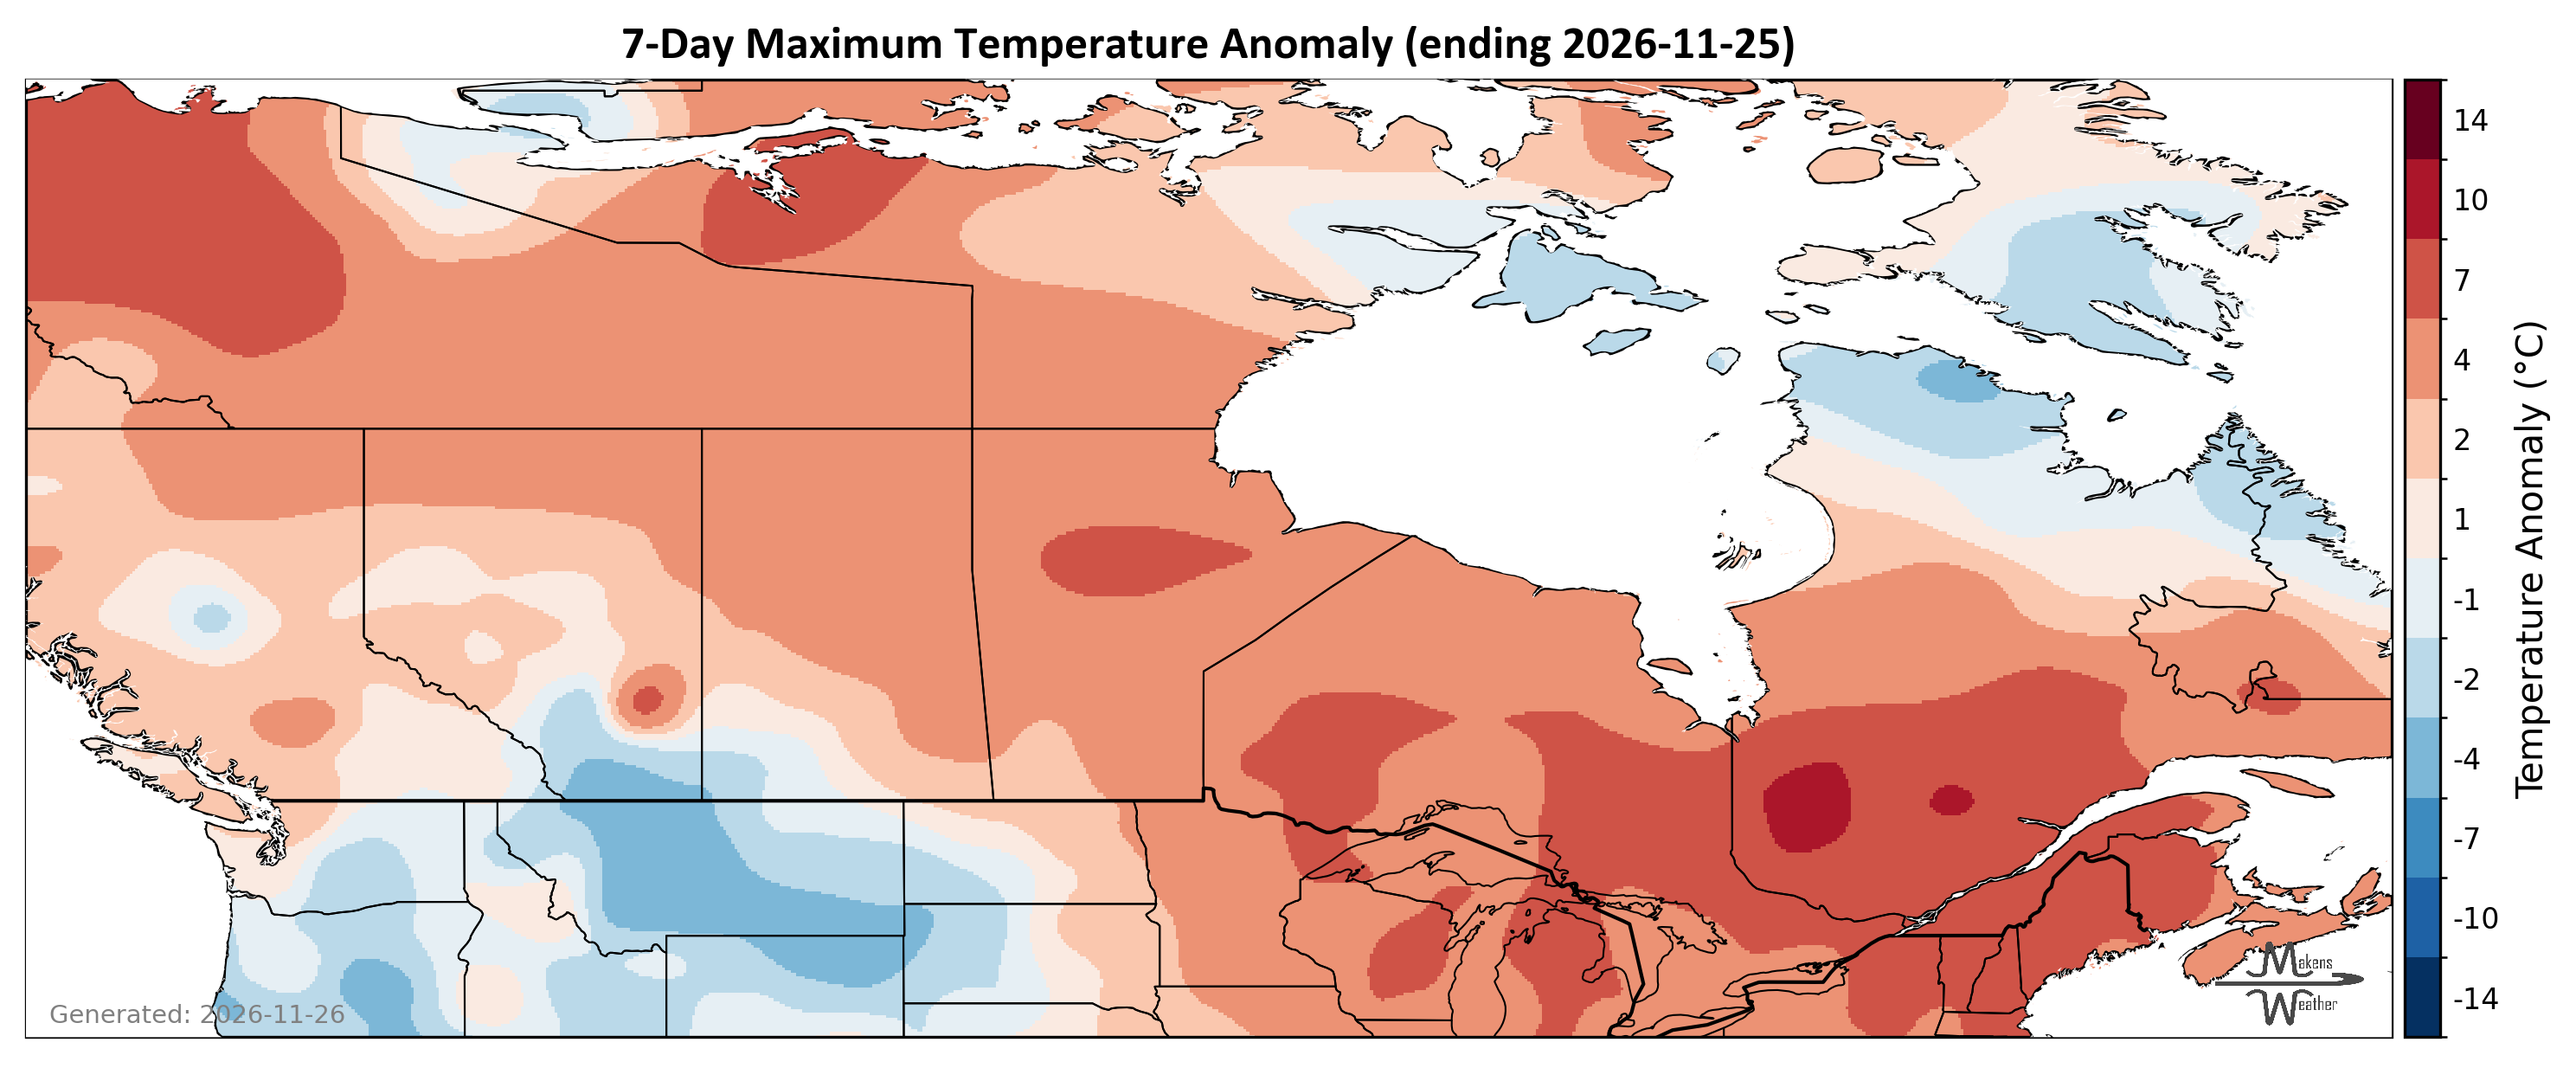 7-Day Maximum Temperature Anomaly (ending 2026-11-25)
14
10
7
4
2
1
-1
-2
-4
-7
-10
-14
Temperature Anomaly (°C)
Makens
Weather
Generated: 2026-11-26